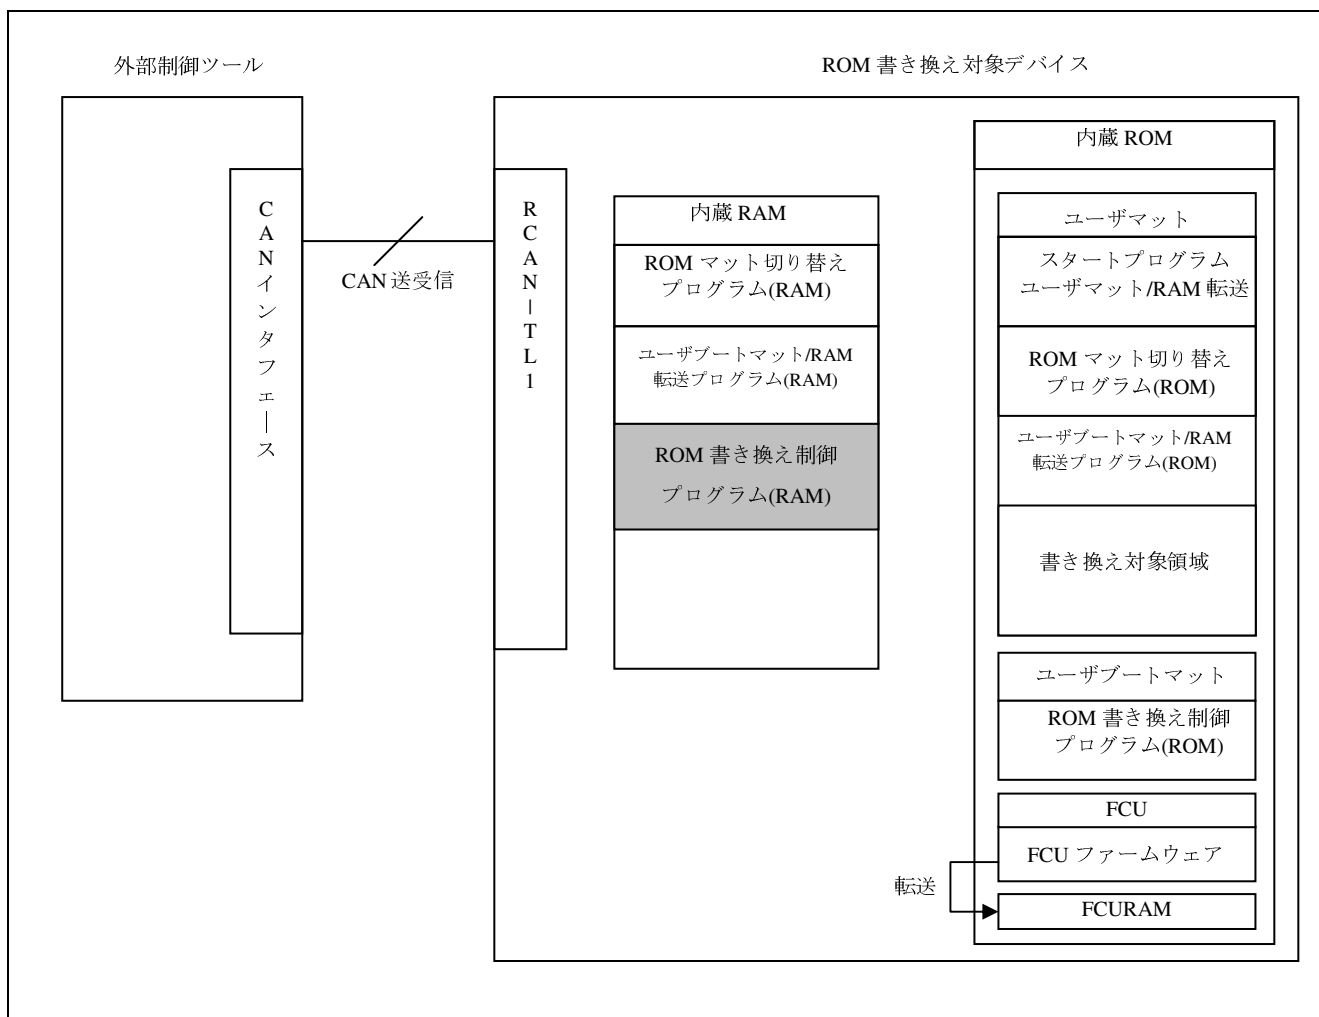 外部制御ツール
ROM 書き換え対象デバイス
CANインタフェース
CAN 送受信
RCAN-TL1
内蔵 RAM
ROM マット切り替え
プログラム(RAM)
ユーザブートマット/RAM
転送プログラム(RAM)
ROM 書き換え制御
プログラム(RAM)
内蔵 ROM
ユーザマット
スタートプログラム
ユーザマット/RAM 転送
ROM マット切り替え
プログラム(ROM)
ユーザブートマット/RAM
転送プログラム(ROM)
書き換え対象領域
ユーザブートマット
ROM 書き換え制御
プログラム(ROM)
FCU
FCU ファームウェア
転送
FCURAM